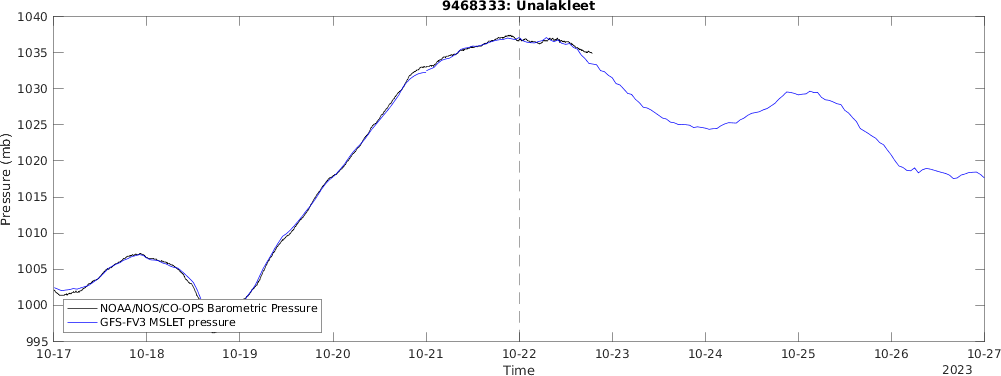 9468333: Unalakleet
1040
1035
1030
1025
1020
1015
1010
1005
1000
995
Pressure (mb)
NOAA/NOS/CO-OPS Barometric Pressure
GFS-FV3 MSLET pressure
10-17 10-18 10-19 10-20 10-21 10-22 10-23 10-24 10-25 10-26 10-27
Time
2023